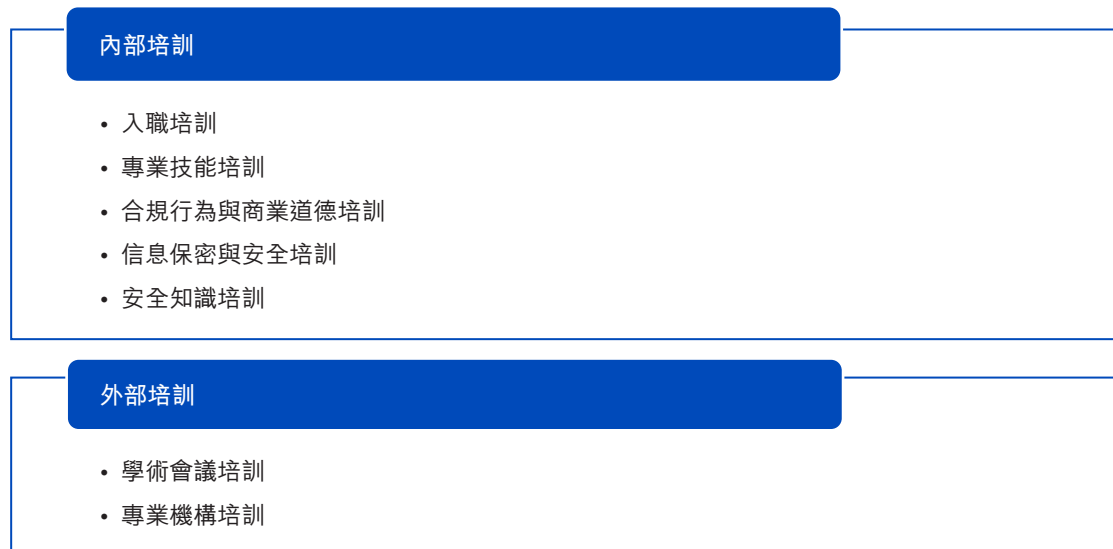 內部培訓
• 入職培訓
• 專業技能培訓
• 合規行為與商業道德培訓
• 信息保密與安全培訓
• 安全知識培訓
外部培訓
• 學術會議培訓
• 專業機構培訓